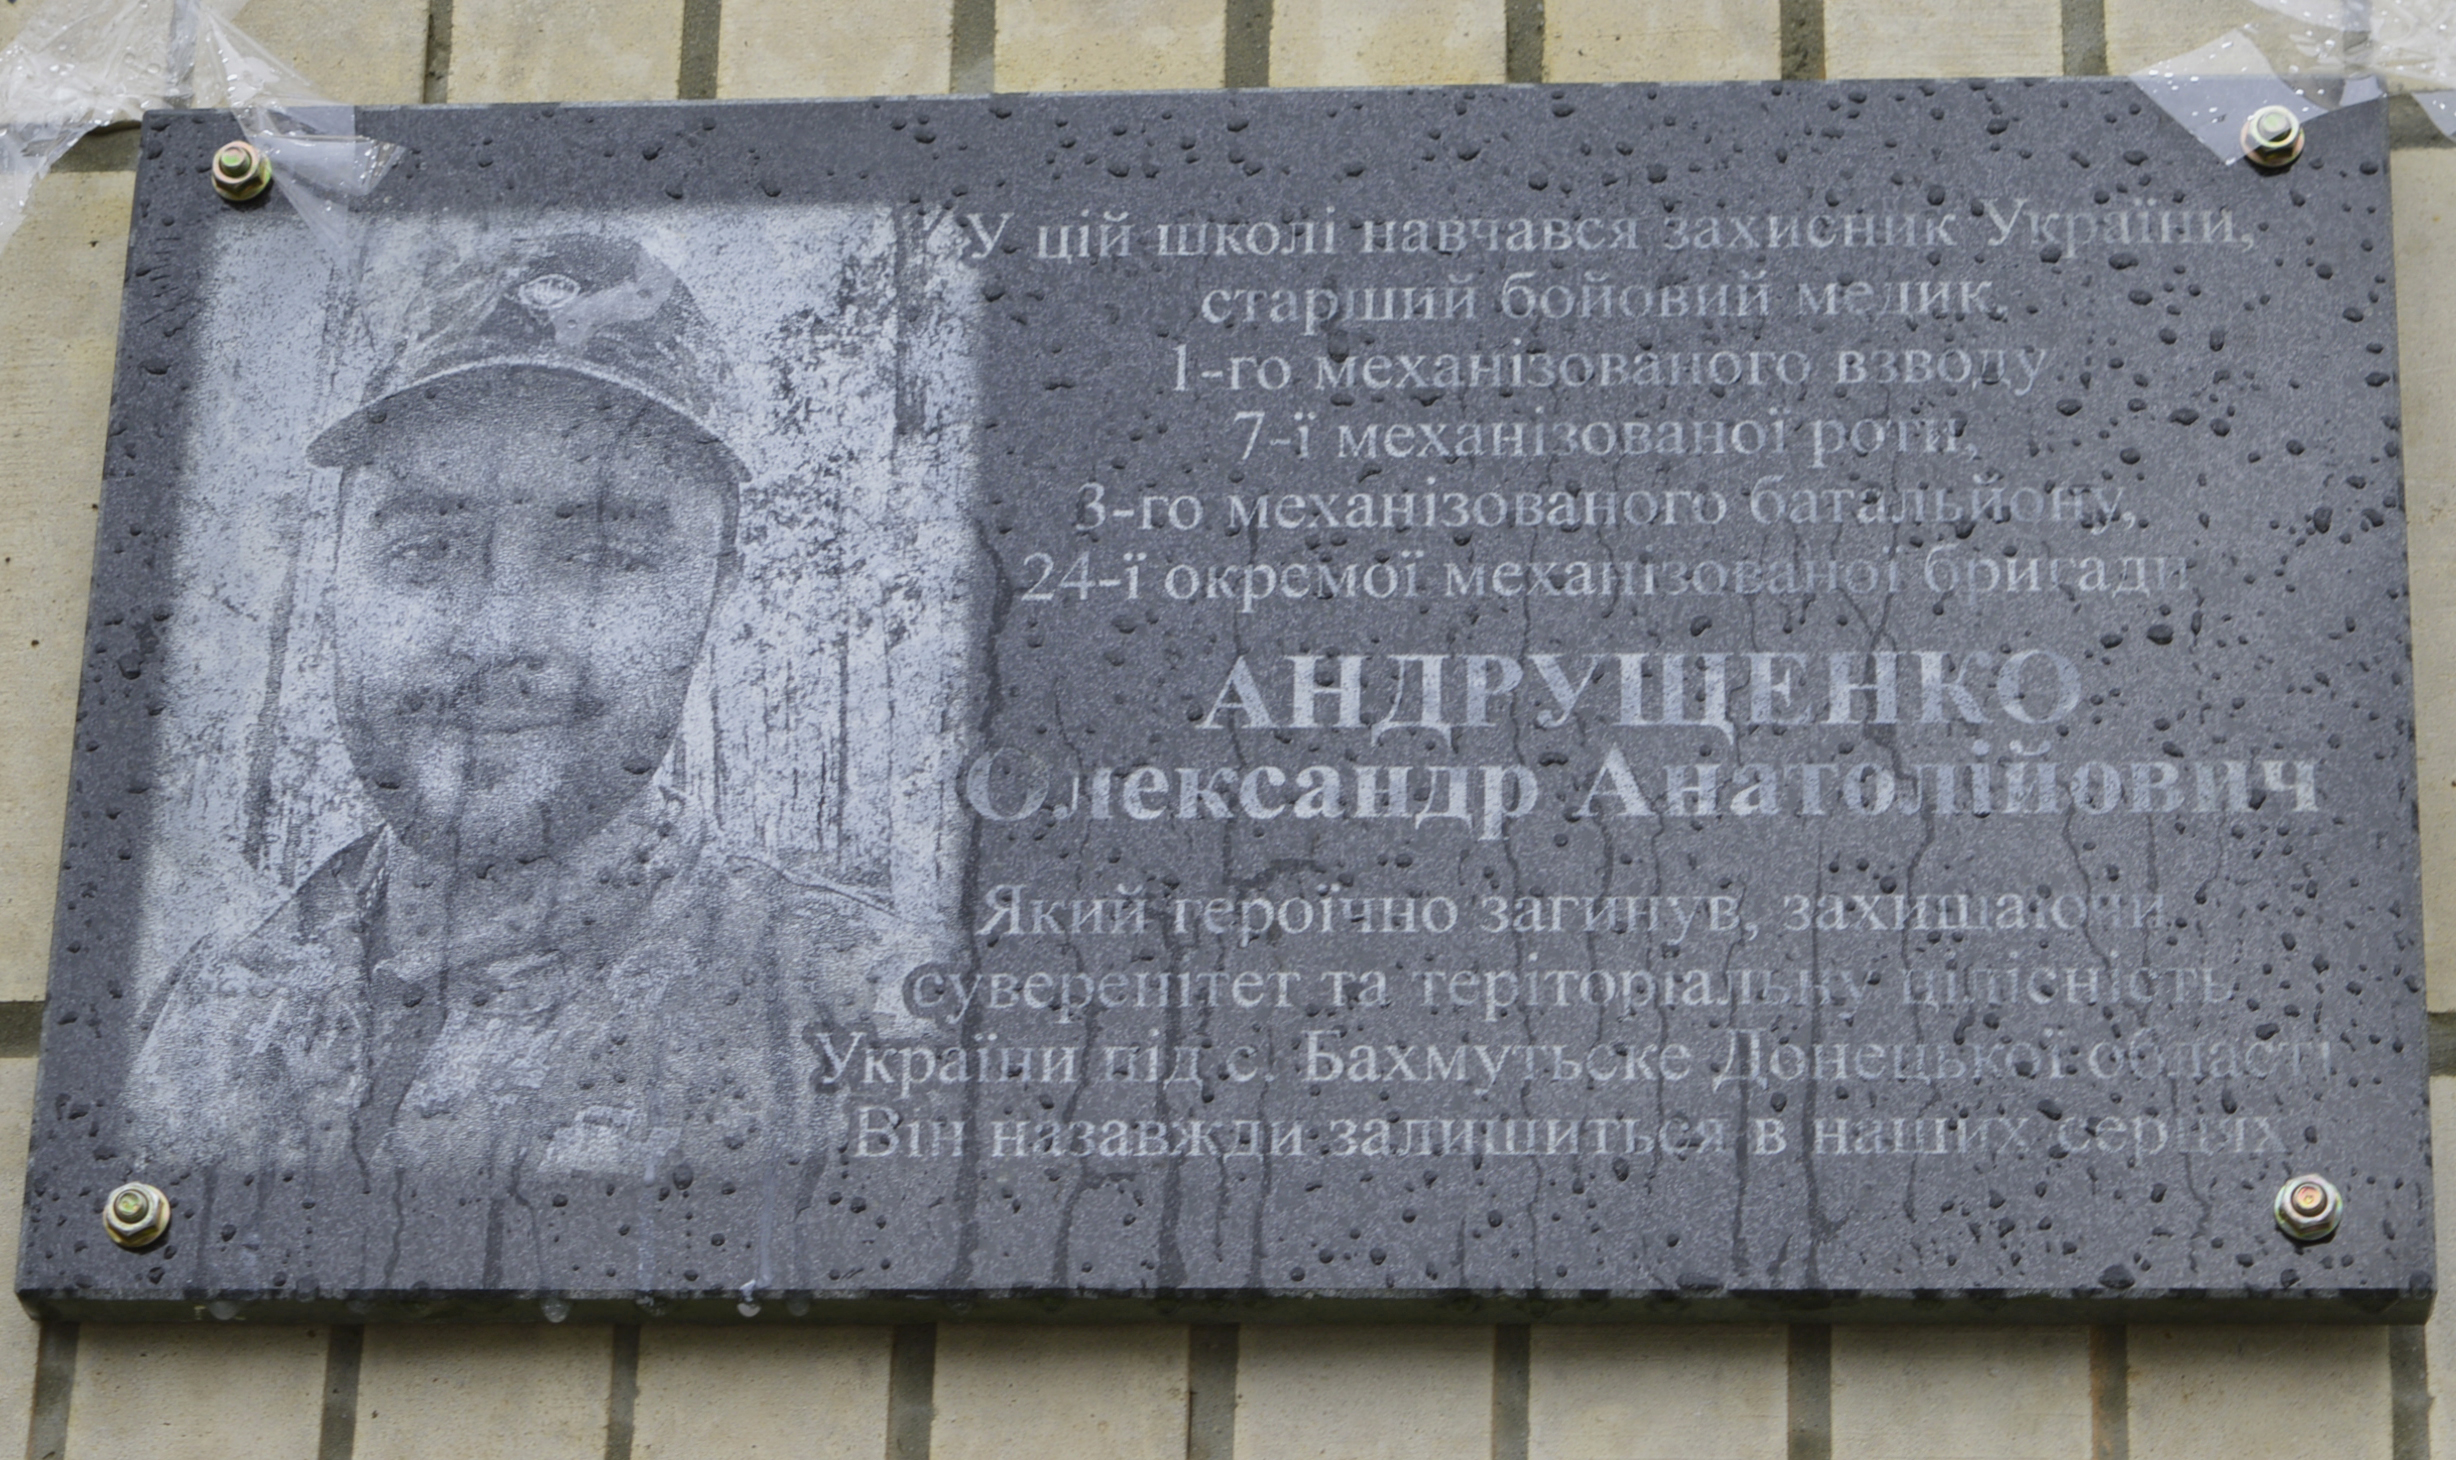 У цій школі навчався захисник України,
старший бойовий медик,
1-го механізованого взводу
7-ї механізованої роти,
3-го механізованого батальйону,
24-ї окремої механізованої бригади
АНДРУЩЕНКО
Олександр Анатолійович
Який героїчно загинув, захищаючи
суверенітет та територіальну цілісність
України під с. Бахмутьске Донецької області
Він назавжди залишиться в наших серцях